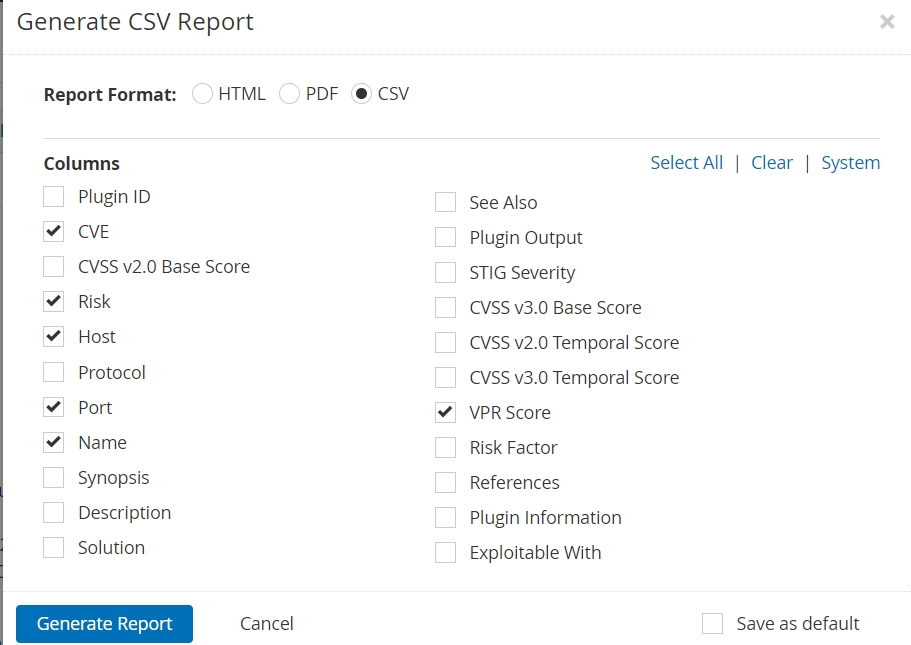 Generate CSV Report
Report Format: HTML PDF CSV
Columns
Select All | Clear | System
Plugin ID
CVE
CVSS v2.0 Base Score
Risk
Host
Protocol
Port
Name
Synopsis
Description
Solution
See Also
Plugin Output
STIG Severity
CVSS v3.0 Base Score
CVSS v2.0 Temporal Score
CVSS v3.0 Temporal Score
VPR Score
Risk Factor
References
Plugin Information
Exploitable With
Generate Report
Cancel
Save as default